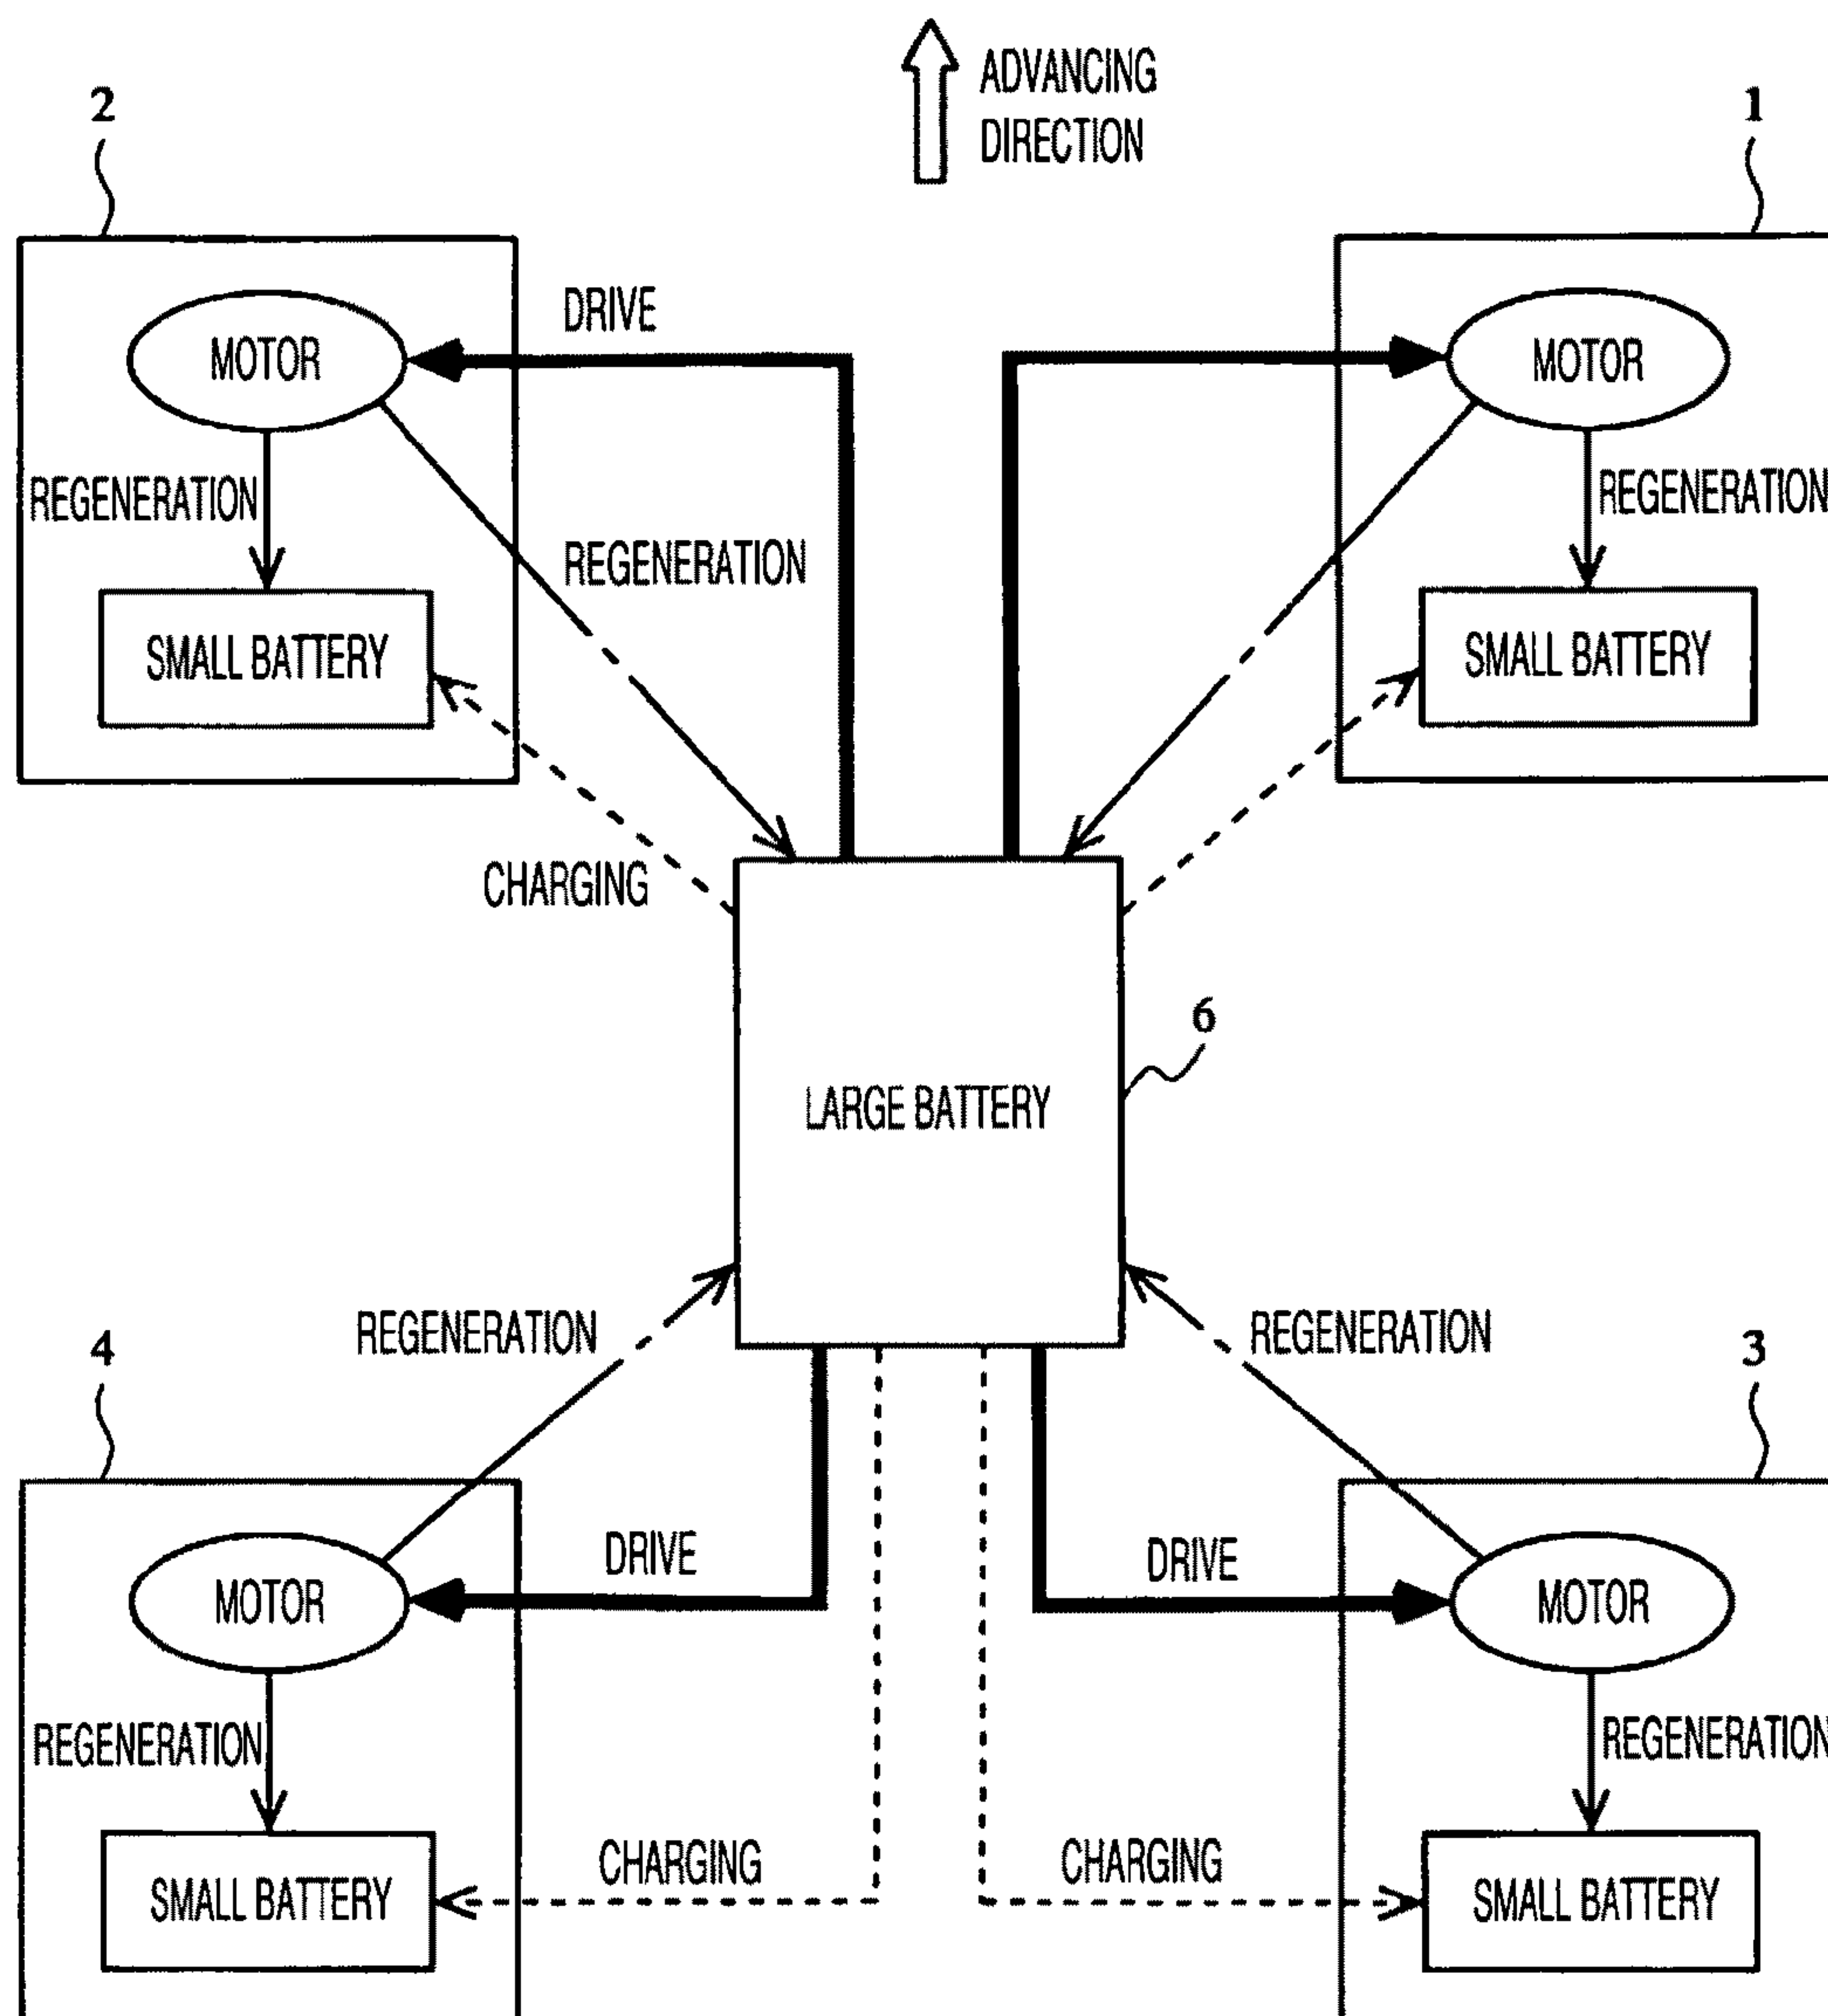 ADVANCING
DIRECTION
2
1
DRIVE
MOTOR
MOTOR
REGENERATION
REGENERATION
REGENERATION
SMALL BATTERY
SMALL BATTERY
CHARGING
6
LARGE BATTERY
REGENERATION
REGENERATION
4
3
DRIVE
DRIVE
MOTOR
MOTOR
REGENERATION
REGENERATION
CHARGING
CHARGING
SMALL BATTERY
SMALL BATTERY